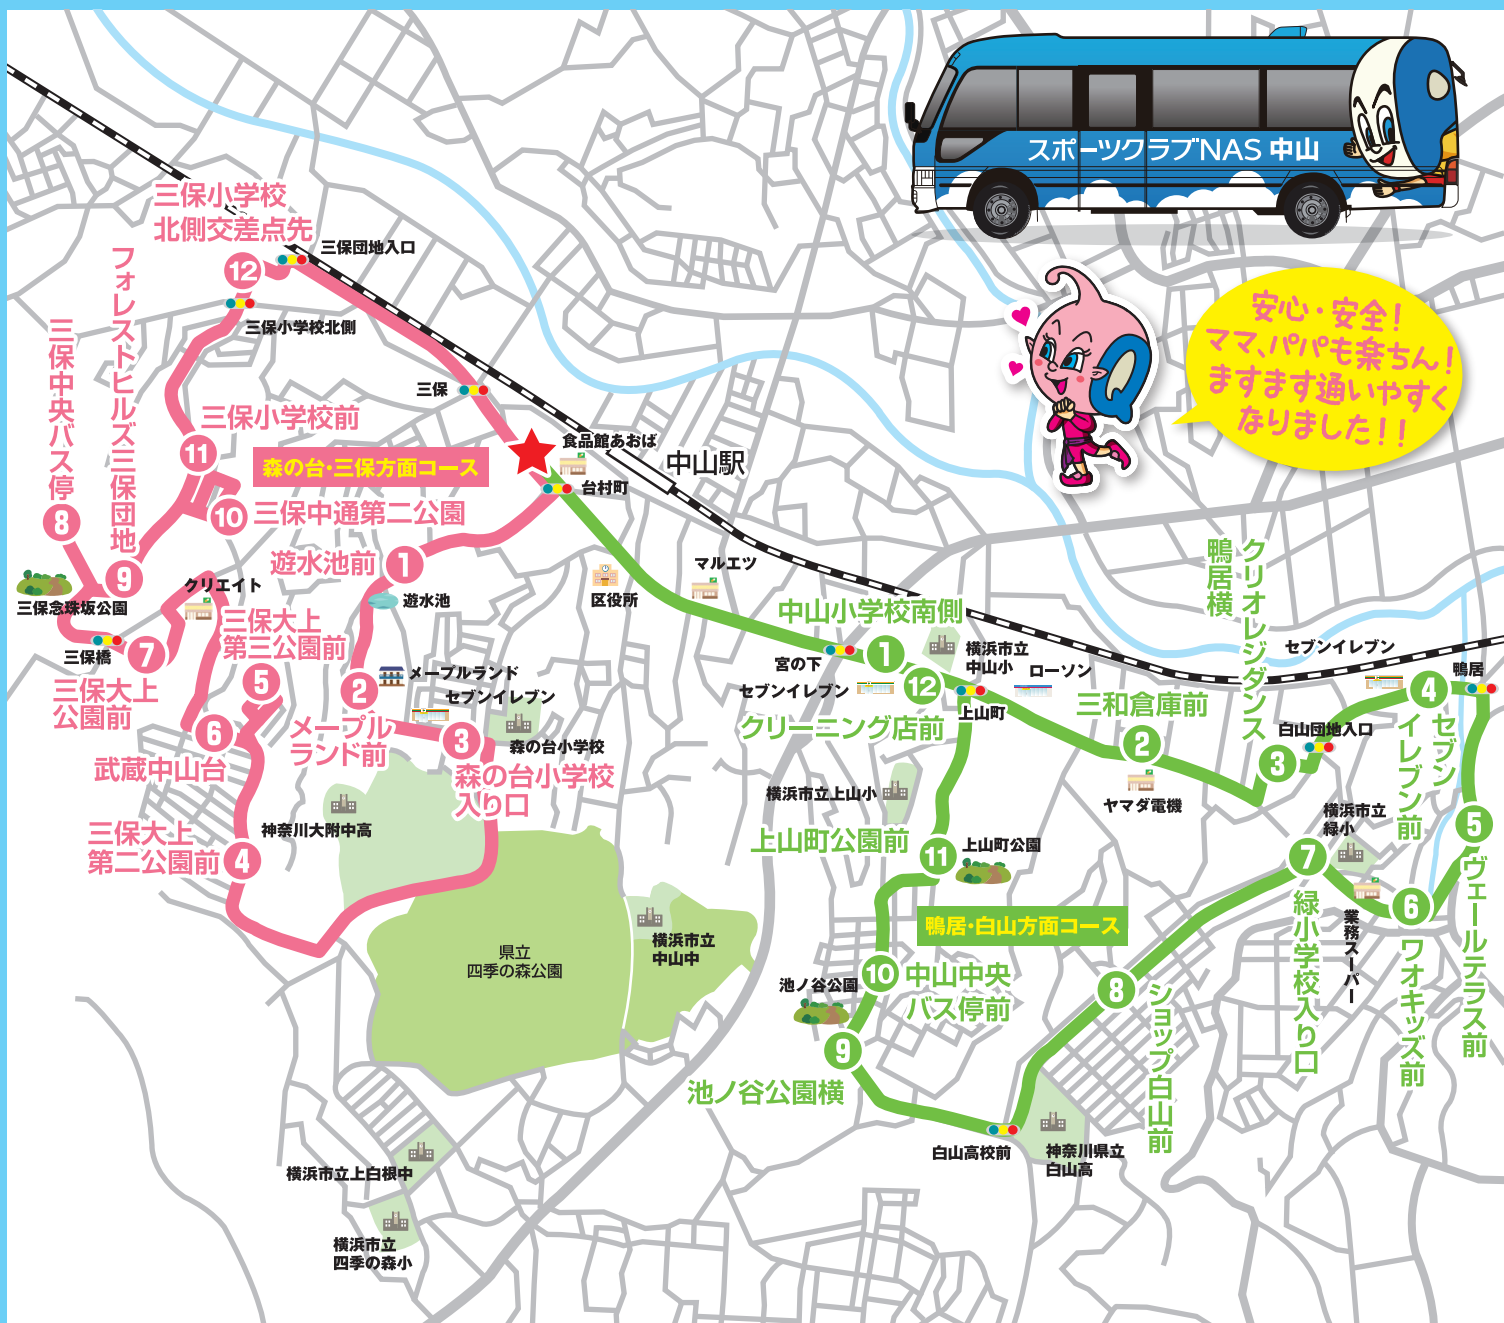 スポーツクラブNAS 中山
安心・安全！
ママ、パパも楽ちん！
ますます通いやすく
なりました！！
三保小学校
北側交差点先
12
三保団地入口
三保小学校北側
フォレストヒルズ三保団地
三保中央バス停
三保
三保小学校前
11
森の台・三保方面コース
食品館あおば
中山駅
台村町
8
10
三保中通第二公園
遊水池前
1
9
クリエイト
三保念珠坂公園
遊水池
区役所
マルエツ
三保大上
第三公園前
三保橋
7
三保大上
公園前
5
2
メープルランド
セブンイレブン
メープル
ランド前
3
森の台小学校
6
武蔵中山台
森の台小学校
入り口
神奈川大附中高
三保大上
第二公園前
4
県立
四季の森公園
横浜市立
中山中
横浜市立上白根中
横浜市立
四季の森小
中山小学校南側
宮の下
1
横浜市立
中山小
ローソン
セブンイレブン
12
上山町
クリーニング店前
三和倉庫前
2
ヤマダ電機
クリオレジダンス
鴨居横
3
白山団地入口
セブンイレブン
4
鴨居
セブン
イレブン前
横浜市立
緑小
5
ヴェールテラス前
横浜市立上山小
上山町公園前
11
上山町公園
7
緑小学校入り口
業務スーパー
6
ワオキッズ前
鴨居・白山方面コース
10
中山中央
バス停前
池ノ谷公園
9
池ノ谷公園横
8
ショップ白山前
白山高校前
神奈川県立
白山高